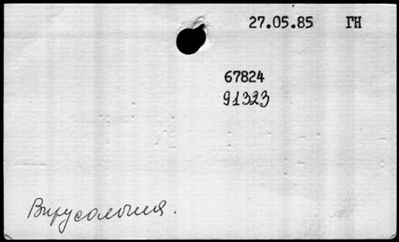 27.05.85 ГН
67824
91323
Вирусология.